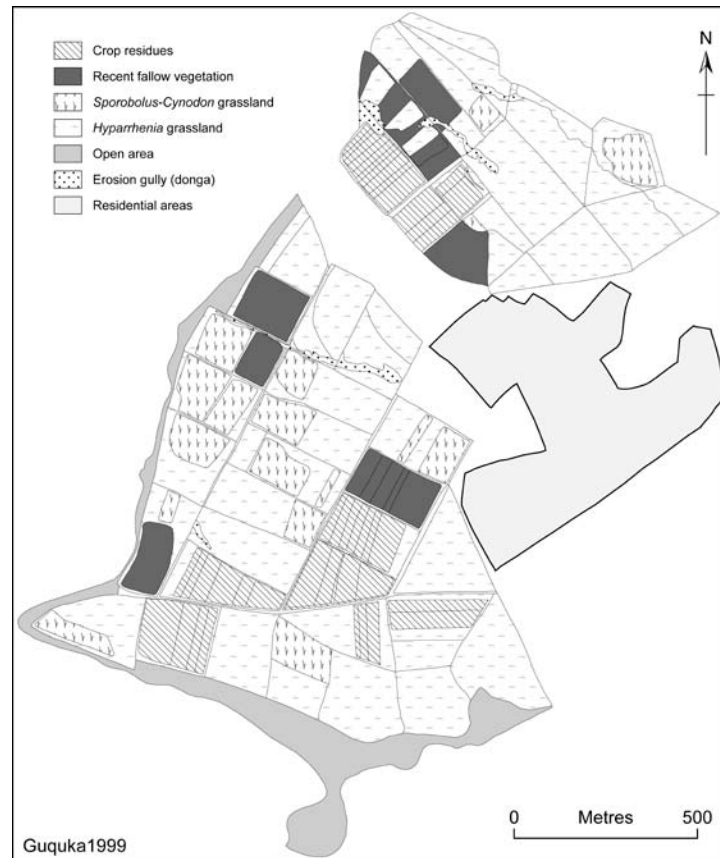 Crop residues
Recent fallow vegetation
Sporobolus-Cynodon grassland
Hyparrhenia grassland
Open area
Erosion gully (donga)
Residential areas
N
0 Metres 500
Guquka1999